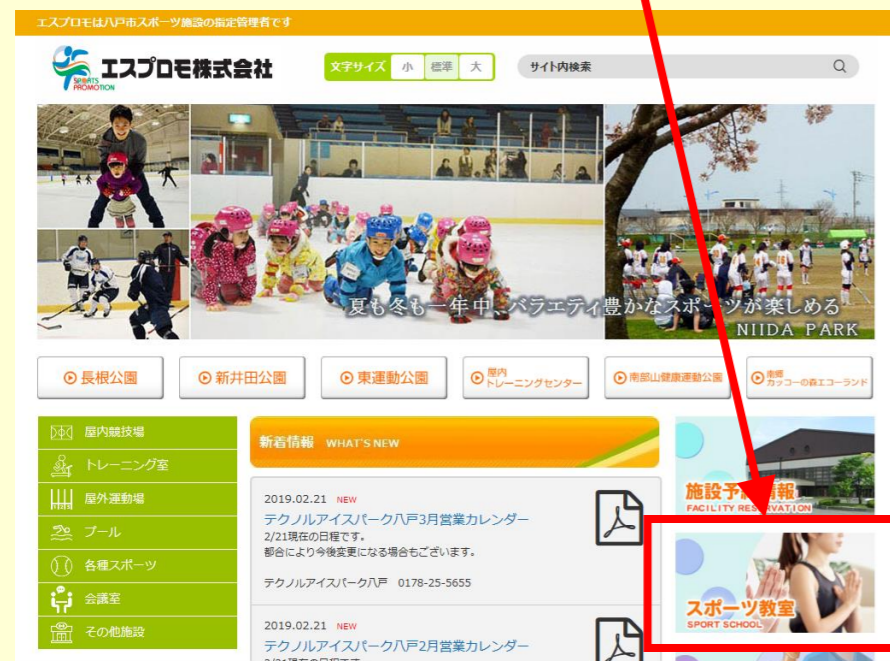 エスプロモは八戸市スポーツ施設の指定管理者です
SPORTS
PROMOTION
エスプロモ株式会社
文字サイズ 小 標準 大
サイト内検索
夏も冬も一年中、バラエティ豊かなスポーツが楽しめる
NIIDA PARK
長根公園
新井田公園
東運動公園
屋内
トレーニングセンター
南部山健康運動公園
南郷
カッコーの森エコーランド
屋内競技場
トレーニング室
屋外運動場
プール
各種スポーツ
会議室
その他施設
新着情報 WHAT'S NEW
2019.02.21 NEW
テクノルアイスパーク八戸3月営業カレンダー
2/21現在の日程です。
都合により今後変更になる場合もございます。
テクノルアイスパーク八戸 0178-25-5655
2019.02.21 NEW
テクノルアイスパーク八戸2月営業カレンダー
2/21現在の日程です。
施設予約情報
FACILITY RESERVATION
スポーツ教室
SPORT SCHOOL